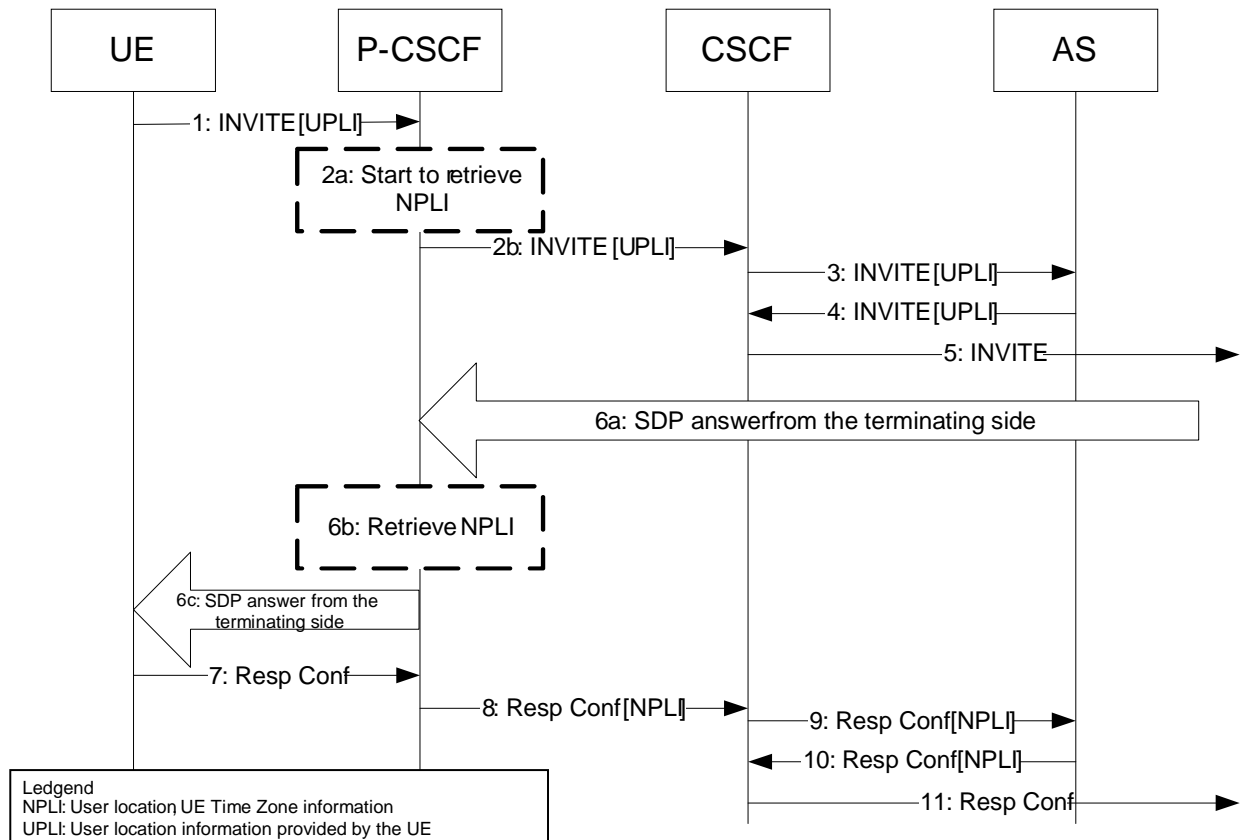 UE
P-CSCF
CSCF
AS
1: INVITE [UPLI]
2a: Start to retrieve
NPLI
2b: INVITE [UPLI]
3: INVITE [UPLI]
4: INVITE [UPLI]
5: INVITE
6a: SDP answerfrom the terminating side
6b: Retrieve NPLI
6c: SDP answer from the
terminating side
7: Resp Conf
8: Resp Conf[NPLI]
9: Resp Conf[NPLI]
10: Resp Conf[NPLI]
11: Resp Conf
Ledgend
NPLI: User location, UE Time Zone information
UPLI: User location information provided by the UE